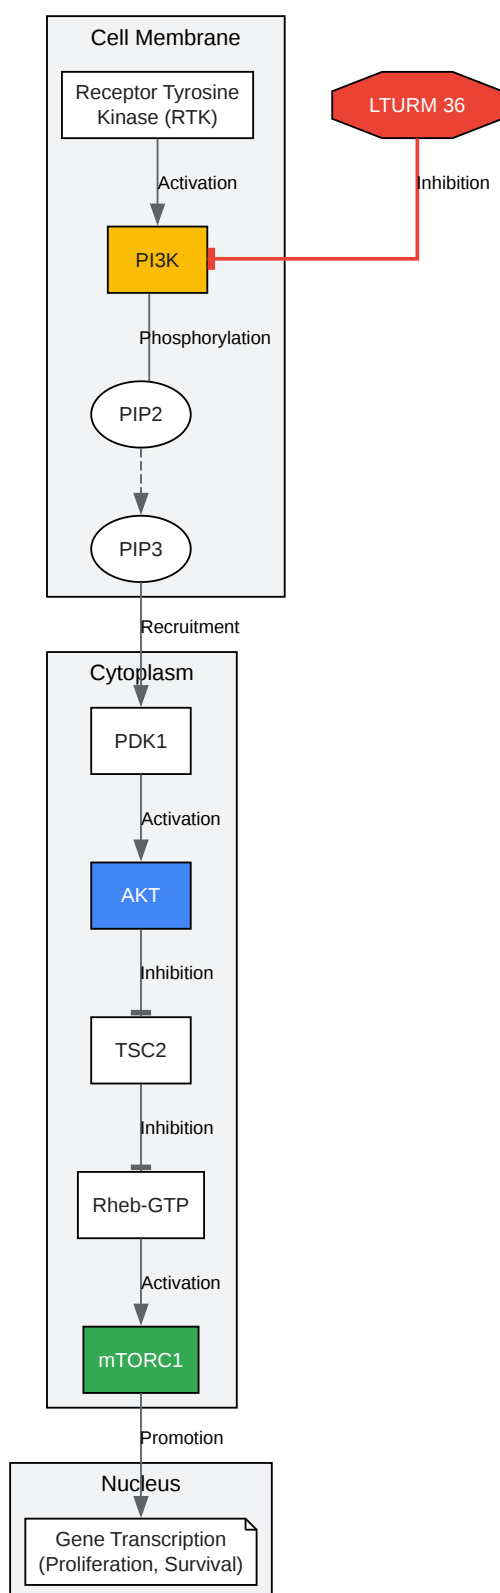 Cell Membrane
Receptor Tyrosine
Kinase (RTK)
LTURM 36
Activation
Inhibition
PI3K
Phosphorylation
PIP2
PIP3
Recruitment
Cytoplasm
PDK1
Activation
AKT
Inhibition
TSC2
Inhibition
Rheb-GTP
Activation
mTORC1
Promotion
Nucleus
Gene Transcription
(Proliferation, Survival)